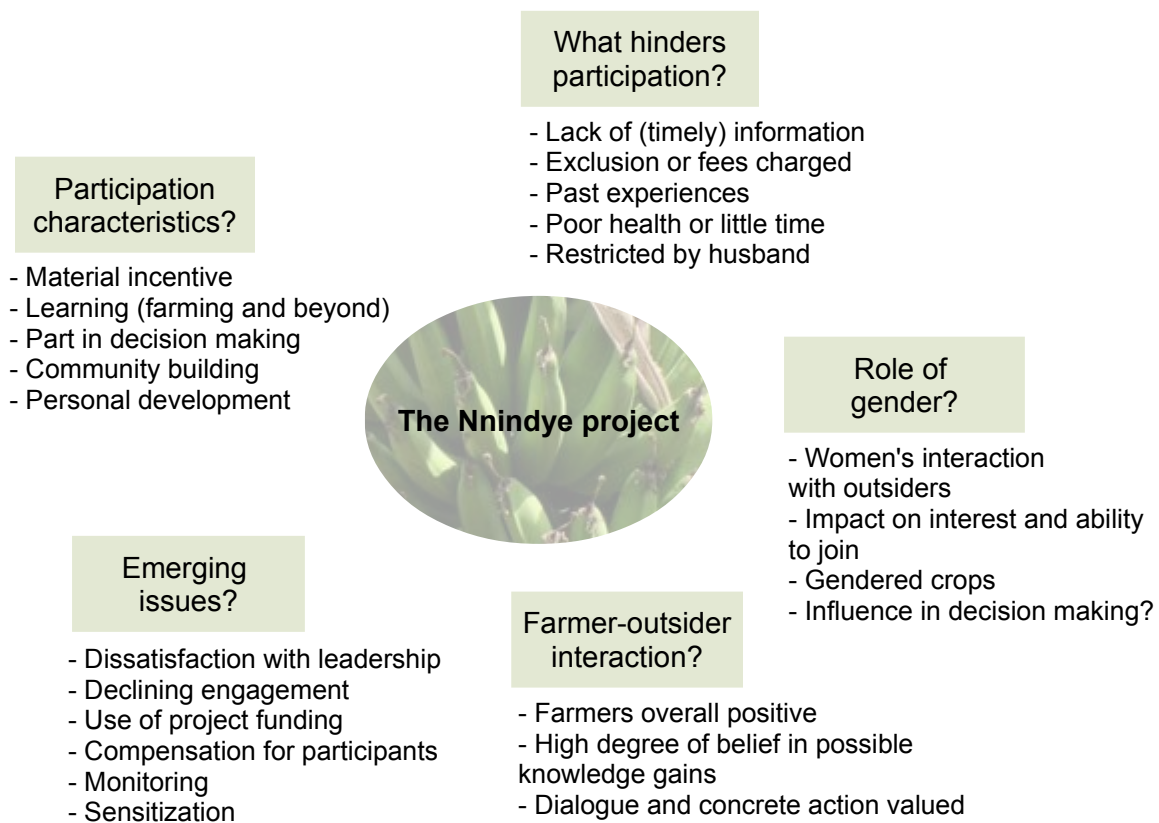 What hinders
participation?
- Lack of (timely) information
- Exclusion or fees charged
- Past experiences
- Poor health or little time
- Restricted by husband
Participation
characteristics?
- Material incentive
- Learning (farming and beyond)
- Part in decision making
- Community building
- Personal development
The Nnindye project
Role of
gender?
- Women's interaction
with outsiders
- Impact on interest and ability
to join
- Gendered crops
- Influence in decision making?
Emerging
issues?
- Dissatisfaction with leadership
- Declining engagement
- Use of project funding
- Compensation for participants
- Monitoring
- Sensitization
Farmer-outsider
interaction?
- Farmers overall positive
- High degree of belief in possible
knowledge gains
- Dialogue and concrete action valued